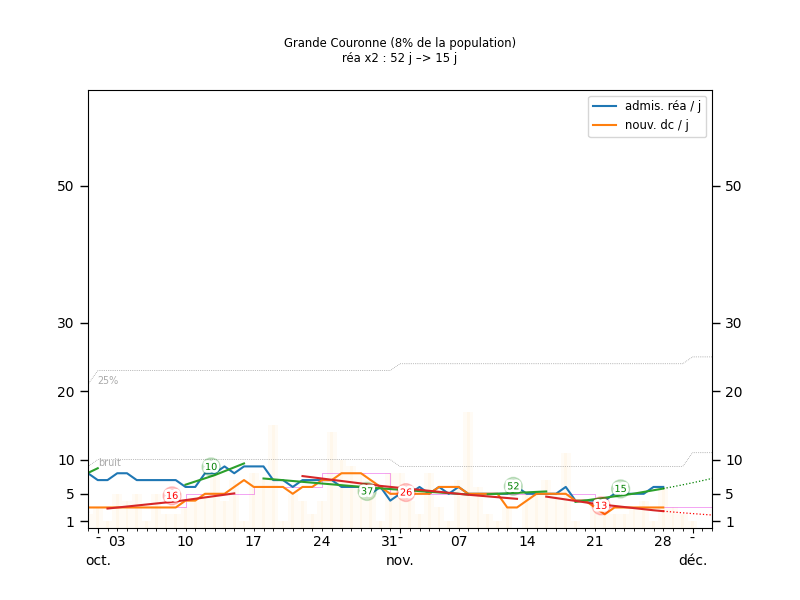 Grande Couronne (8% de la population)
réa x2 : 52 j –> 15 j
admis. réa / j
nouv. dc / j
50 50
30 30
20 20
25%
10 10
bruit
10 15 52 37 16 26 13
5 5
1 1
- 03 10 17 24 31 - 07 14 21 28 -
oct. nov. déc.